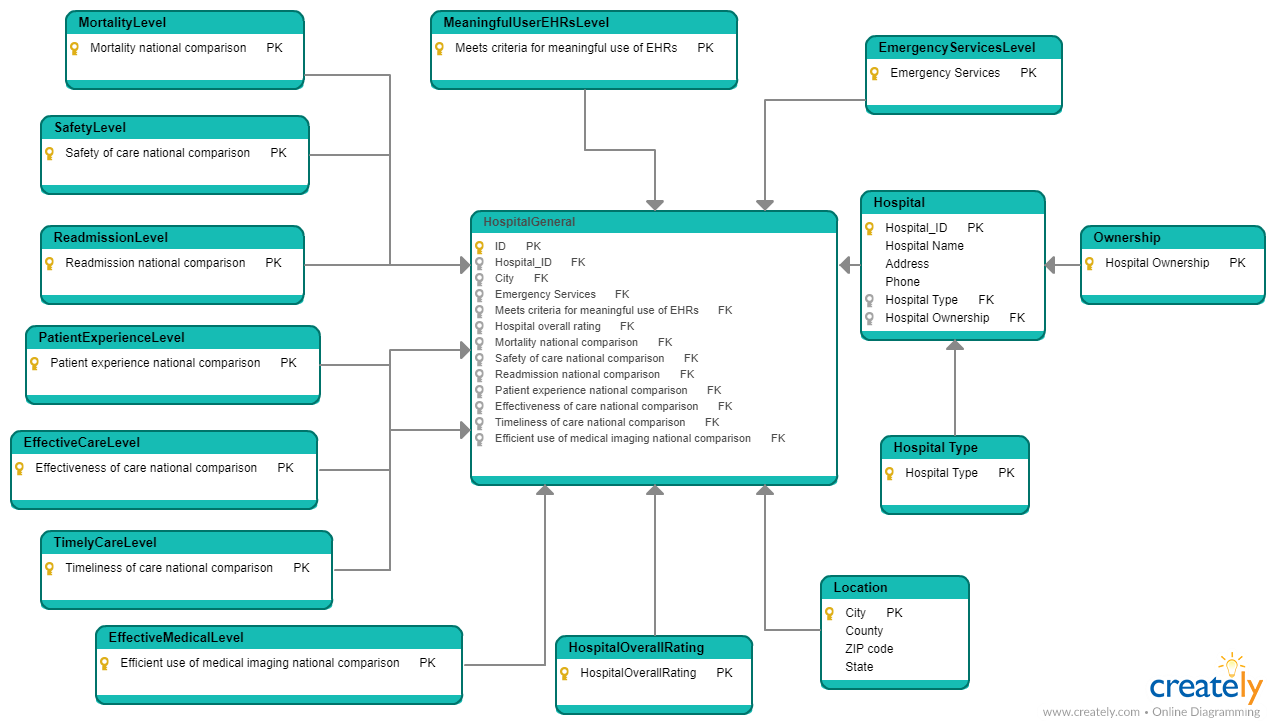 MortalityLevel
Mortality national comparison PK
MeaningfulUserEHRsLevel
Meets criteria for meaningful use of EHRs PK
EmergencyServicesLevel
Emergency Services PK
SafetyLevel
Safety of care national comparison PK
ReadmissionLevel
Readmission national comparison PK
PatientExperienceLevel
Patient experience national comparison PK
EffectiveCareLevel
Effectiveness of care national comparison PK
TimelyCareLevel
Timeliness of care national comparison PK
EffectiveMedicalLevel
Efficient use of medical imaging national comparison PK
HospitalGeneral
ID PK
Hospital_ID FK
City FK
Emergency Services FK
Meets criteria for meaningful use of EHRs FK
Hospital overall rating FK
Mortality national comparison FK
Safety of care national comparison FK
Readmission national comparison FK
Patient experience national comparison FK
Effectiveness of care national comparison FK
Timeliness of care national comparison FK
Efficient use of medical imaging national comparison FK
Hospital
Hospital_ID PK
Hospital Name
Address
Phone
Hospital Type FK
Hospital Ownership FK
Ownership
Hospital Ownership PK
Hospital Type
Hospital Type PK
HospitalOverallRating
HospitalOverallRating PK
Location
City PK
County
ZIP code
State
creately
www.creately.com • Online Diagramming